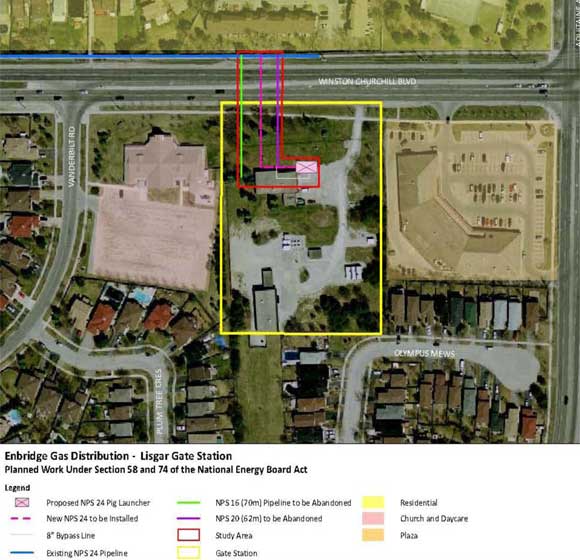 WINSTON CHURCHILL BLVD
VANDERBILT RD
OLYMPUS MEWS
PLUM TREE CRES
Enbridge Gas Distribution - Lisgar Gate Station
Planned Work Under Section 58 and 74 of the National Energy Board Act
Legend
Proposed NPS 24 Pig Launcher
NPS 16 (70m) Pipeline to be Abandoned
Residential
New NPS 24 to be Installed
NPS 20 (62m) to be Abandoned
Church and Daycare
8" Bypass Line
Study Area
Plaza
Existing NPS 24 Pipeline
Gate Station